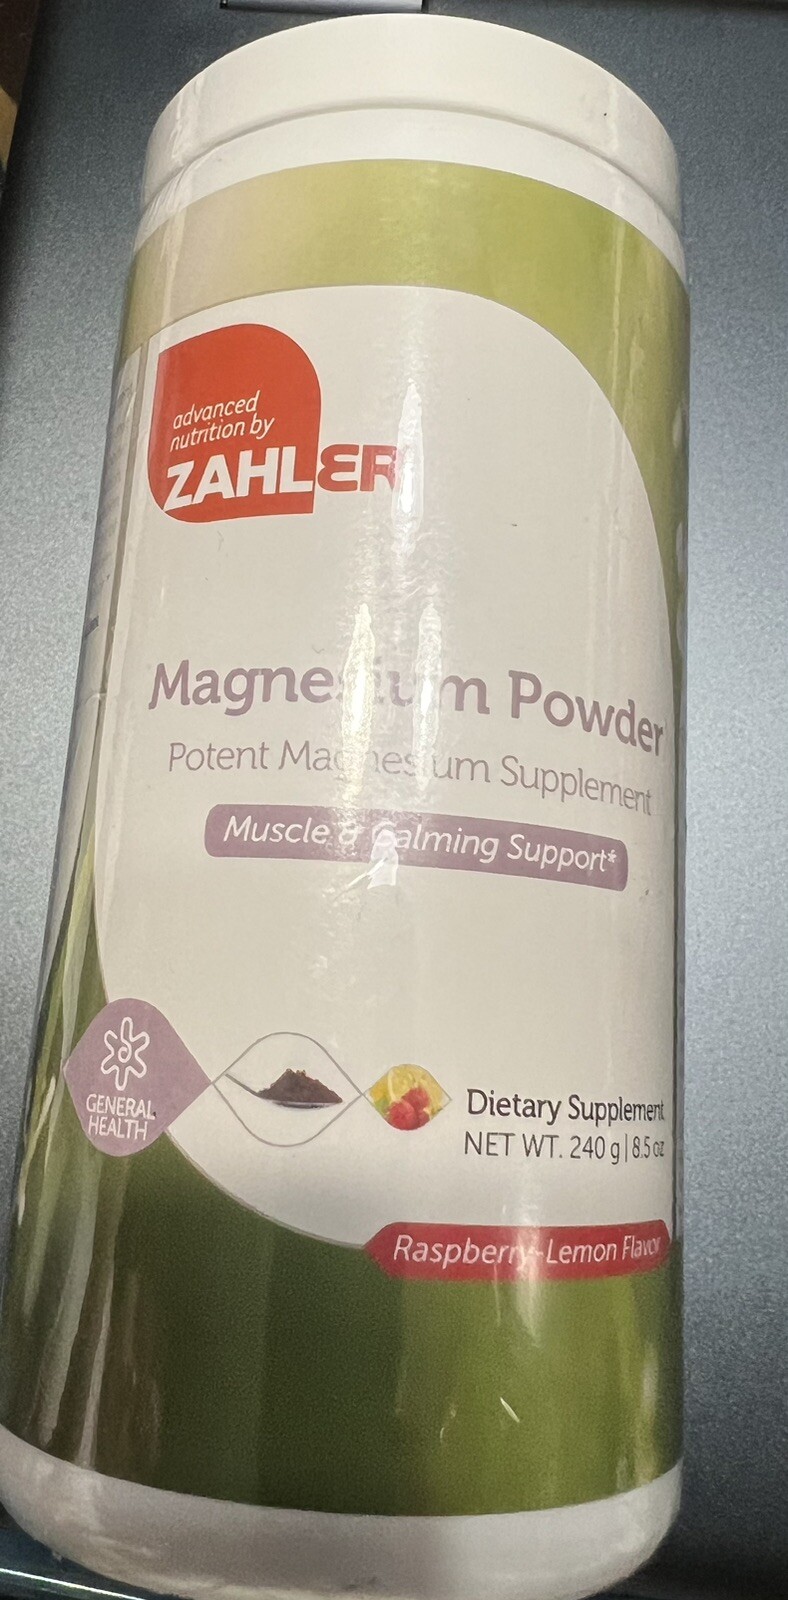 advanced
nutrition by
ZAHLER
Magnesium Powder
Potent Magnesium Supplement
Muscle & Calming Support*
GENERAL
HEALTH
Dietary Supplement
NET WT. 240 g | 8.5 oz
Raspberry-Lemon Flavor